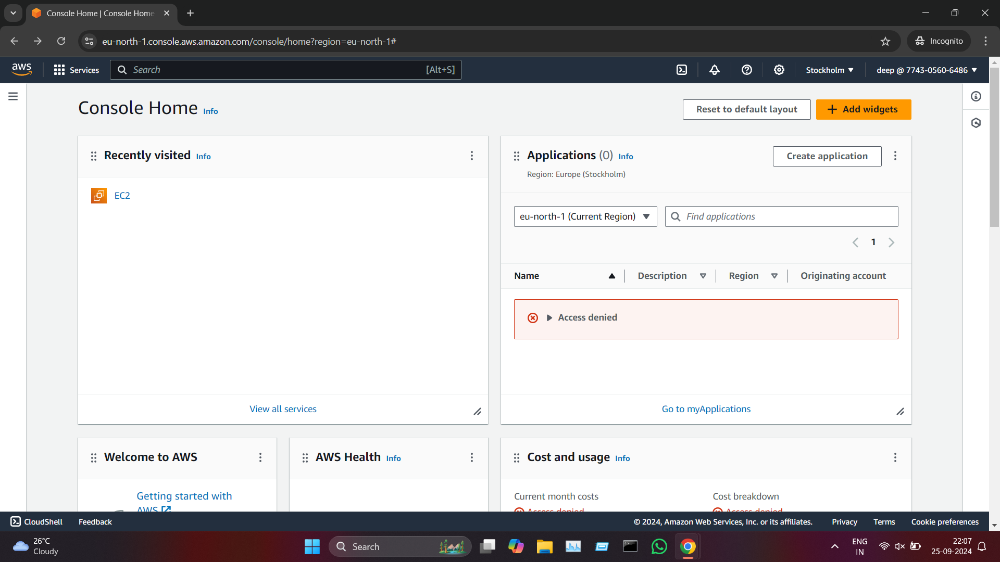 Console Home | Console Home
eu-north-1.console.aws.amazon.com/console/home?region=eu-north-1#
Incognito
aws
Services
Search
[Alt+S]
Stockholm
deep @ 7743-0560-6486
Console Home Info
Reset to default layout
Add widgets
Recently visited Info
EC2
View all services
Applications (0) Info
Region: Europe (Stockholm)
Create application
eu-north-1 (Current Region)
Find applications
1
Name
Description
Region
Originating account
Access denied
Go to myApplications
Welcome to AWS
Getting started with
AWS
AWS Health Info
Cost and usage Info
Current month costs
Access denied
Cost breakdown
Access denied
CloudShell
Feedback
© 2024, Amazon Web Services, Inc. or its affiliates.
Privacy
Terms
Cookie preferences
26°C
Cloudy
Search
ENG
IN
22:07
25-09-2024